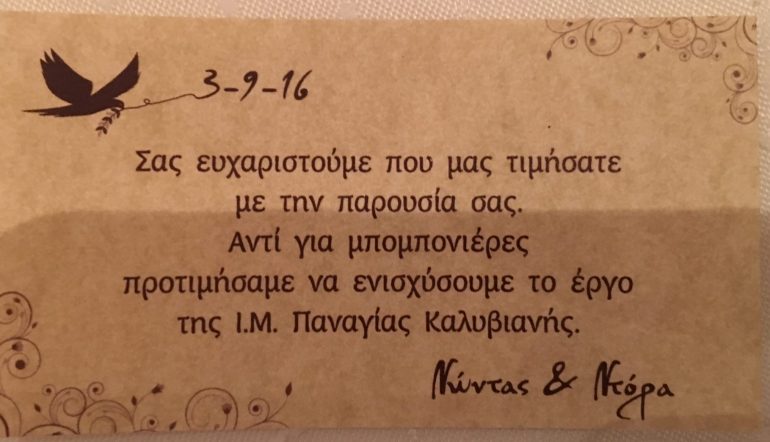 3-9-16
Σας ευχαριστούμε που μας τιμήσατε
με την παρουσία σας.
Αντί για μπομπονιέρες
προτιμήσαμε να ενισχύσουμε το έργο
της Ι.Μ. Παναγίας Καλυβιανής.
& Ντόρα